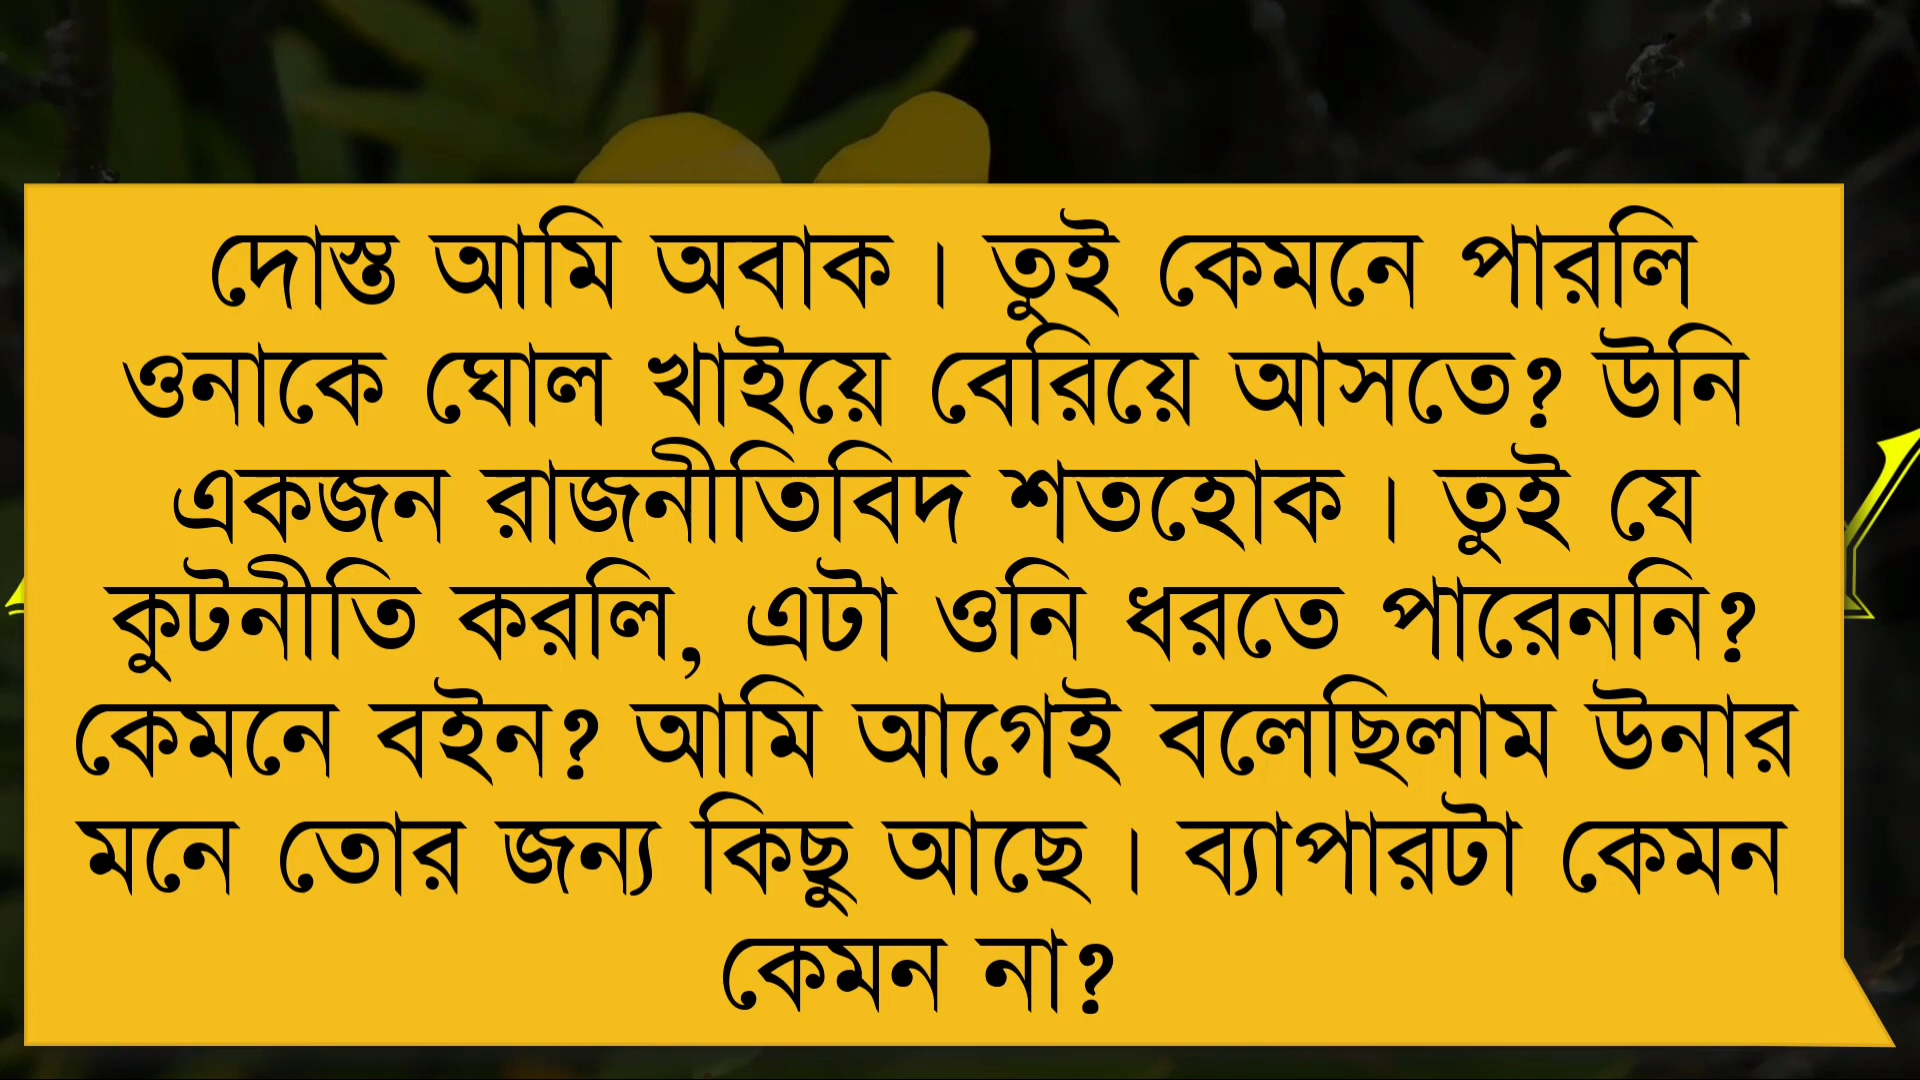 দোস্ত আমি অবাক। তুই কেমনে পারলি
ওনাকে ঘোল খাইয়ে বেরিয়ে আসতে? উনি
একজন রাজনীতিবিদ শতহোক। তুই যে
কুটনীতি করলি, এটা ওনি ধরতে পারেননি?
কেমনে বইন? আমি আগেই বলেছিলাম উনার
মনে তোর জন্য কিছু আছে। ব্যাপারটা কেমন
কেমন না?